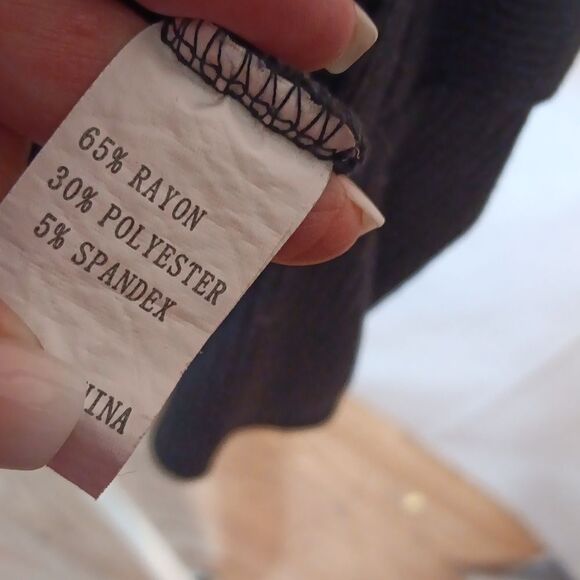 65% RAYON
30% POLYESTER
5% SPANDEX